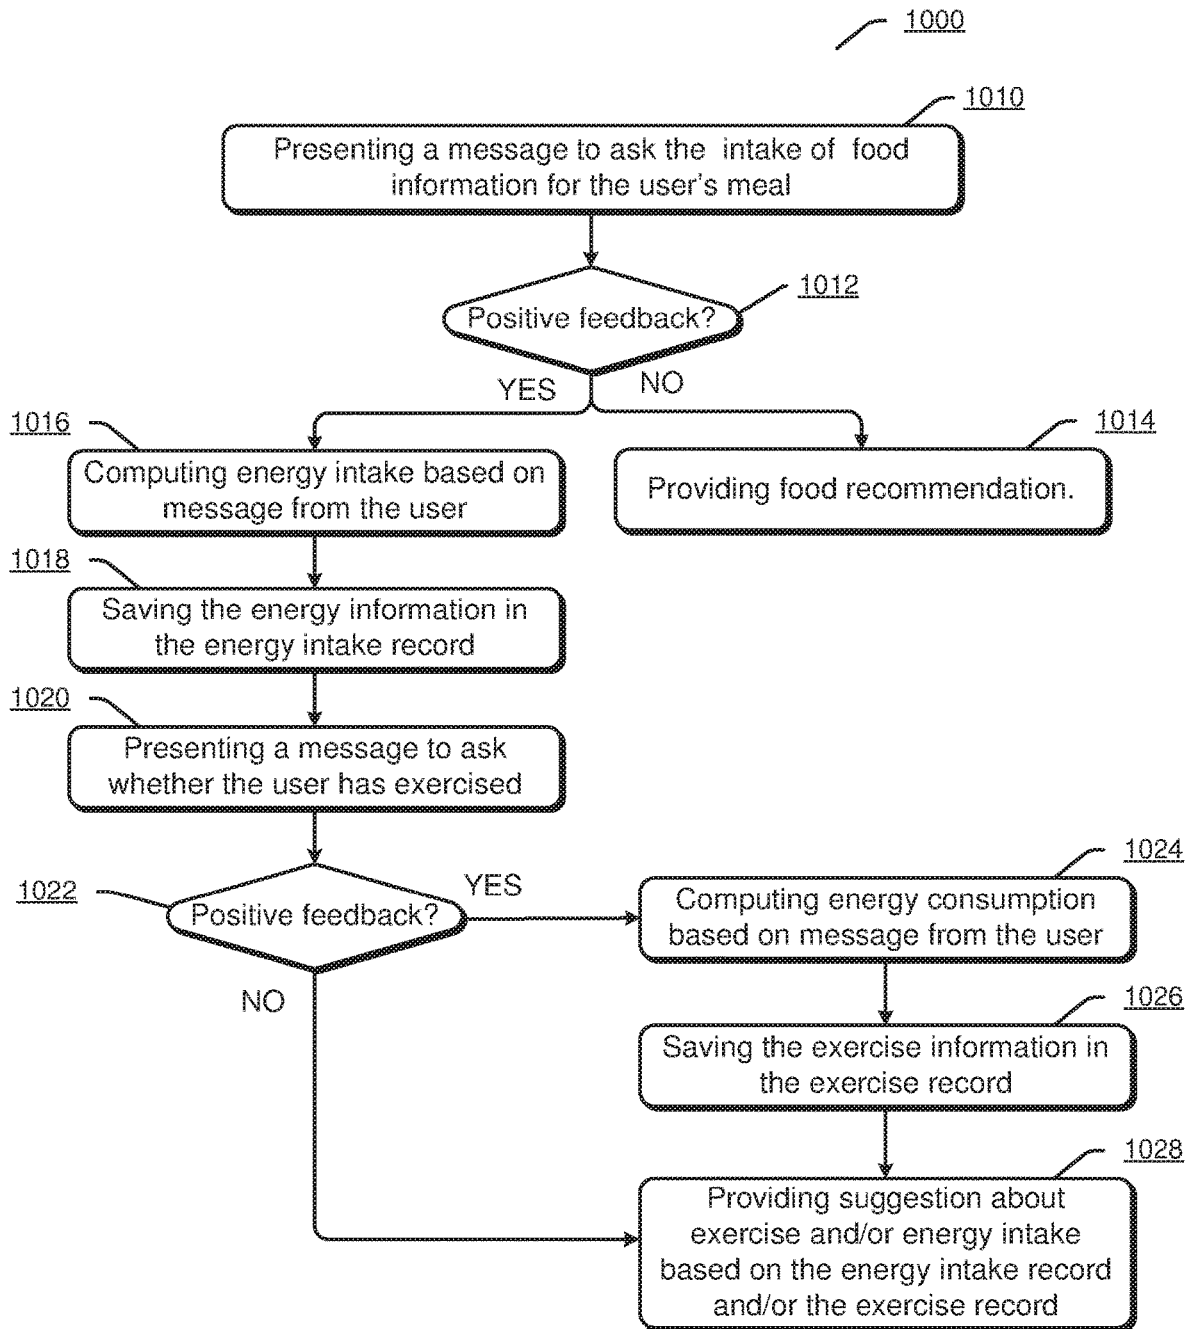 1000
1010
Presenting a message to ask the intake of food
information for the user's meal
1012
Positive feedback?
YES
NO
1016
Computing energy intake based on
message from the user
1014
Providing food recommendation.
1018
Saving the energy information in
the energy intake record
1020
Presenting a message to ask
whether the user has exercised
1022
Positive feedback?
YES
NO
1024
Computing energy consumption
based on message from the user
1026
Saving the exercise information in
the exercise record
1028
Providing suggestion about
exercise and/or energy intake
based on the energy intake record
and/or the exercise record